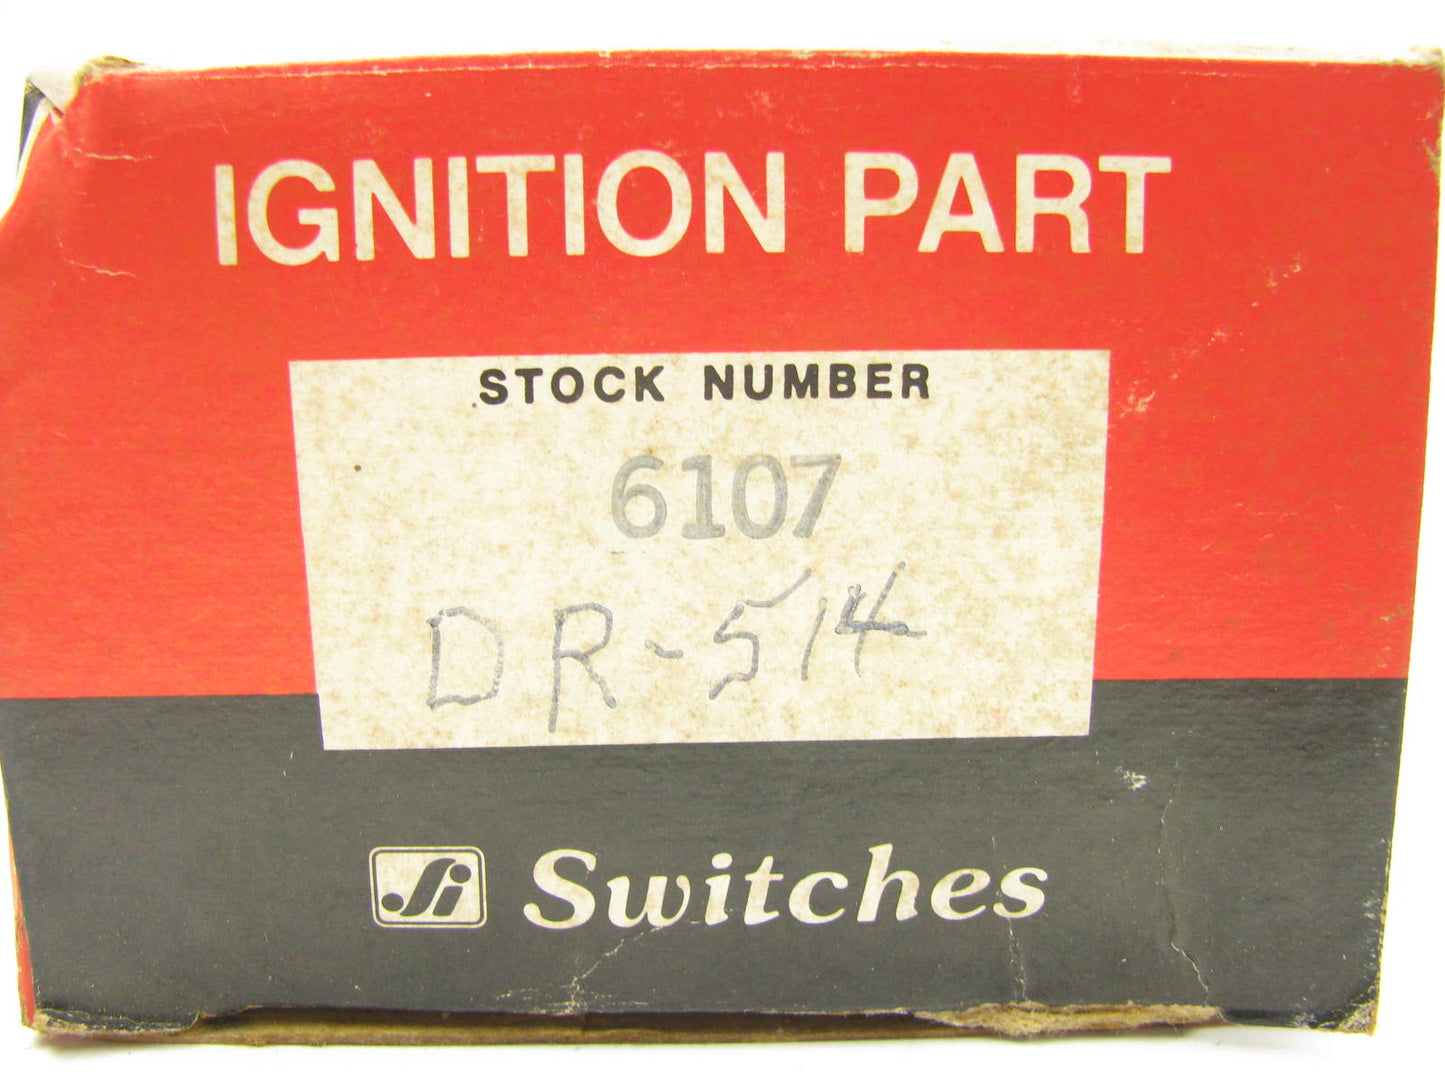 IGNITION PART
STOCK NUMBER
6107
DR-514
Si Switches